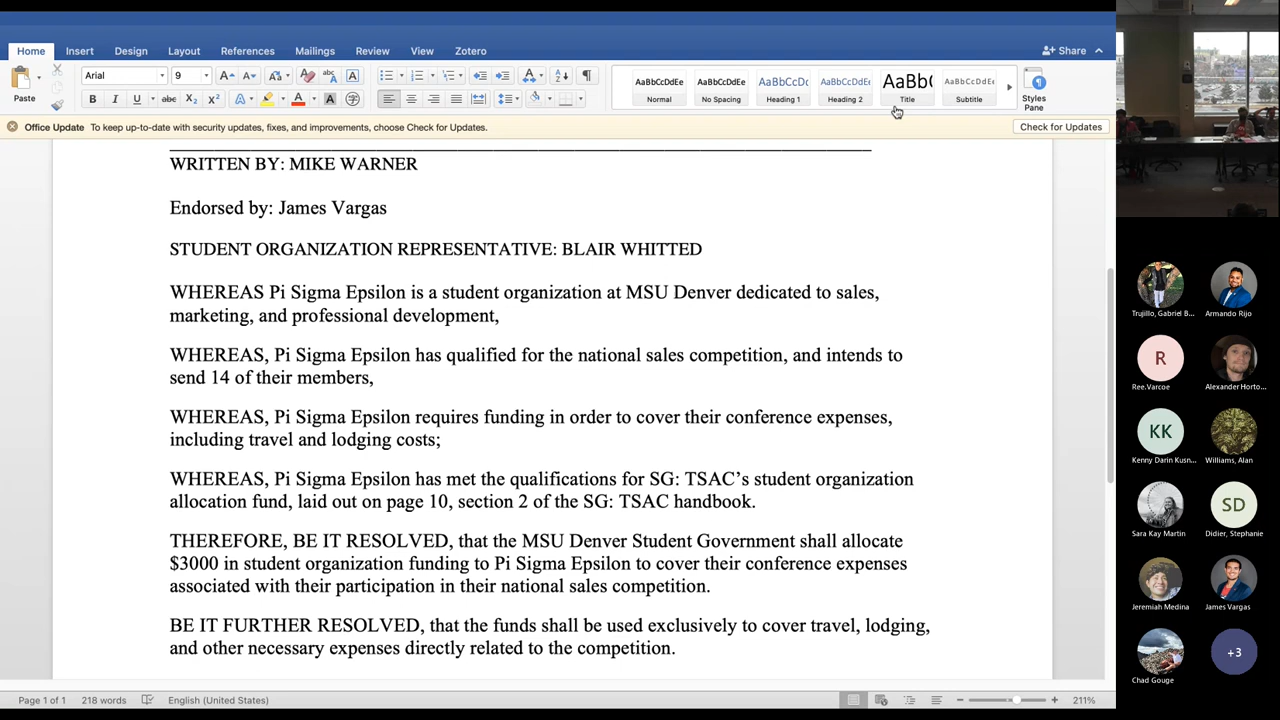 Home Insert Design Layout References Mailings Review View Zotero Share
Paste
Arial 9
AaBbCcDdEe AaBbCcDdEe AaBbCcDc AaBbCcDdEe AaBb( AaBbCcDdEe
Normal No Spacing Heading 1 Heading 2 Title Subtitle Styles Pane
Office Update To keep up-to-date with security updates, fixes, and improvements, choose Check for Updates. Check for Updates
WRITTEN BY: MIKE WARNER
Endorsed by: James Vargas
STUDENT ORGANIZATION REPRESENTATIVE: BLAIR WHITTED
WHEREAS Pi Sigma Epsilon is a student organization at MSU Denver dedicated to sales,
marketing, and professional development,
WHEREAS, Pi Sigma Epsilon has qualified for the national sales competition, and intends to
send 14 of their members,
WHEREAS, Pi Sigma Epsilon requires funding in order to cover their conference expenses,
including travel and lodging costs;
WHEREAS, Pi Sigma Epsilon has met the qualifications for SG: TSAC’s student organization
allocation fund, laid out on page 10, section 2 of the SG: TSAC handbook.
THEREFORE, BE IT RESOLVED, that the MSU Denver Student Government shall allocate
$3000 in student organization funding to Pi Sigma Epsilon to cover their conference expenses
associated with their participation in their national sales competition.
BE IT FURTHER RESOLVED, that the funds shall be used exclusively to cover travel, lodging,
and other necessary expenses directly related to the competition.
Page 1 of 1 218 words English (United States) 211%
Trujillo, Gabriel B... Armando Rijo
R
Ree.Varcoe Alexander Horto...
KK
Kenny Darin Kusn... Williams, Alan
SD
Sara Kay Martin Didier, Stephanie
Jeremiah Medina James Vargas
+3
Chad Gouge